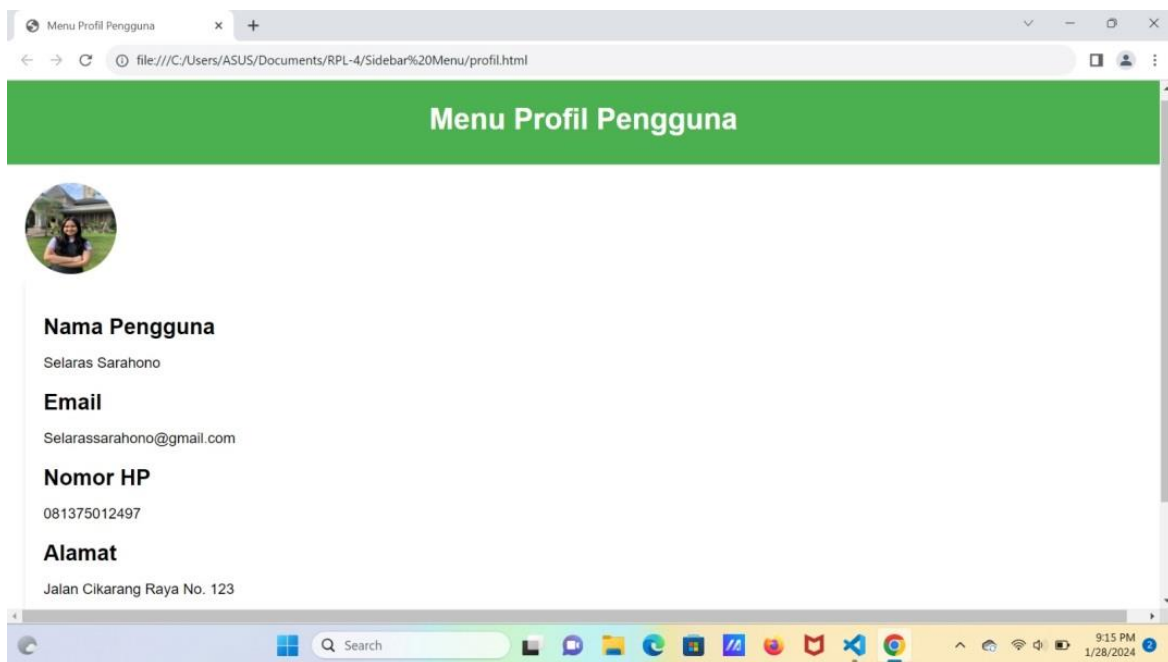 Menu Profil Pengguna
file:///C:/Users/ASUS/Documents/RPL-4/Sidebar%20Menu/profil.html
Menu Profil Pengguna
Nama Pengguna
Selaras Sarahono
Email
Selarassarahono@gmail.com
Nomor HP
081375012497
Alamat
Jalan Cikarang Raya No. 123
Search
9:15 PM
1/28/2024
2